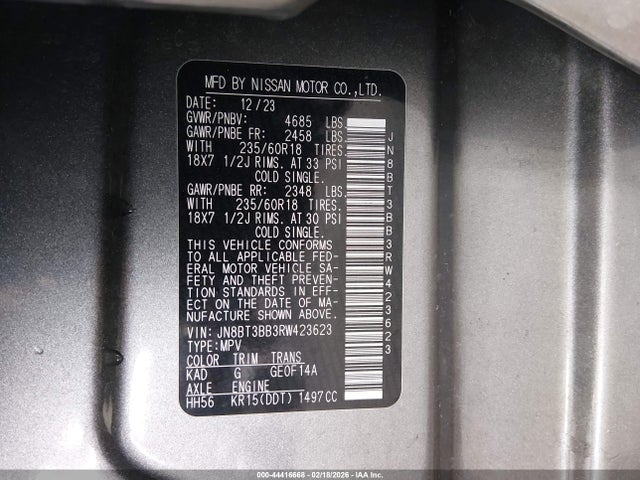 MFD BY NISSAN MOTOR CO.,LTD.
DATE: 12/23
GVWR/PNBV: 4685 LBS
GAWR/PNBE FR: 2458 LBS.
WITH 235/60R18 TIRES.
18X7 1/2J RIMS. AT 33 PSI
COLD SINGLE.
GAWR/PNBE RR: 2348 LBS.
WITH 235/60R18 TIRES.
18X7 1/2J RIMS. AT 30 PSI
COLD SINGLE.
THIS VEHICLE CONFORMS
TO ALL APPLICABLE FED-
ERAL MOTOR VEHICLE SA-
FETY AND THEFT PREVEN-
TION STANDARDS IN EFF-
ECT ON THE DATE OF MA-
NUFACTURE SHOWN ABOVE.
VIN: JN8BT3BB3RW423623
TYPE:MPV
COLOR TRIM TRANS
KAD G GE0F14A
AXLE ENGINE
HH56 KR15(DDT) 1497CC
JN8BT3BB3RW423623
000-44416668 - 02/18/2026 - IAA Inc.